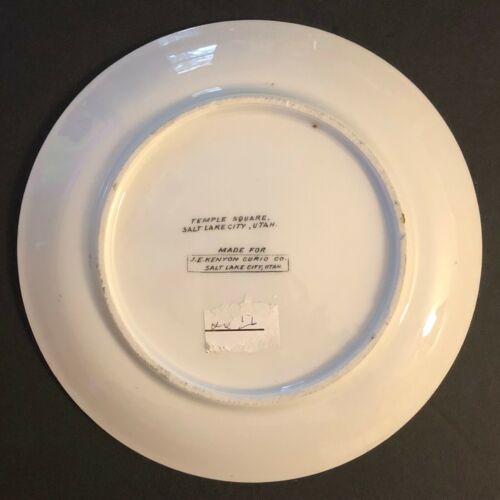 TEMPLE SQUARE.
SALT LAKE CITY, UTAH.
MADE FOR
J.E. KENYON CURIO CO.
SALT LAKE CITY, UTAH.